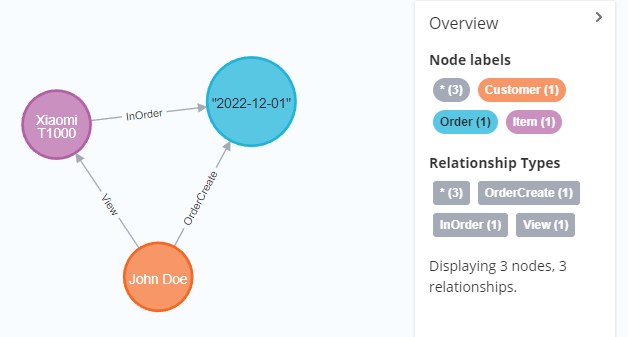 Xiaomi
T1000
InOrder
"2022-12-01"
View
OrderCreate
John Doe
Overview
Node labels
* (3) Customer (1)
Order (1) Item (1)
Relationship Types
* (3) OrderCreate (1)
InOrder (1) View (1)
Displaying 3 nodes, 3
relationships.